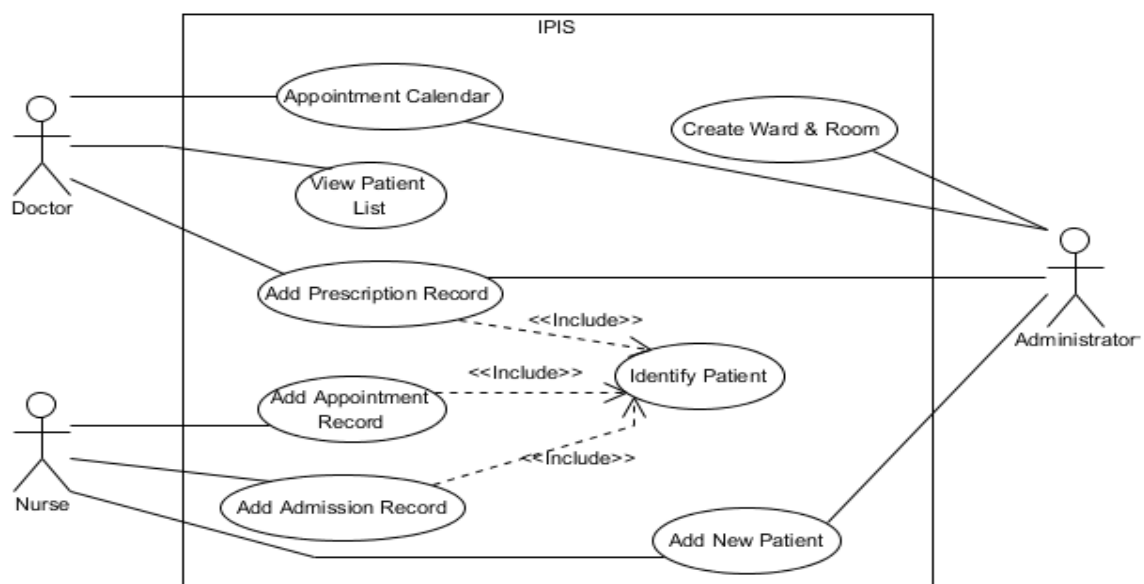 IPIS
Appointment Calendar
Create Ward & Room
View Patient
List
Doctor
Add Prescription Record
<<Include>>
Administrator
<<Include>>
Identify Patient
Add Appointment
Record
<<Include>>
Nurse
Add Admission Record
Add New Patient